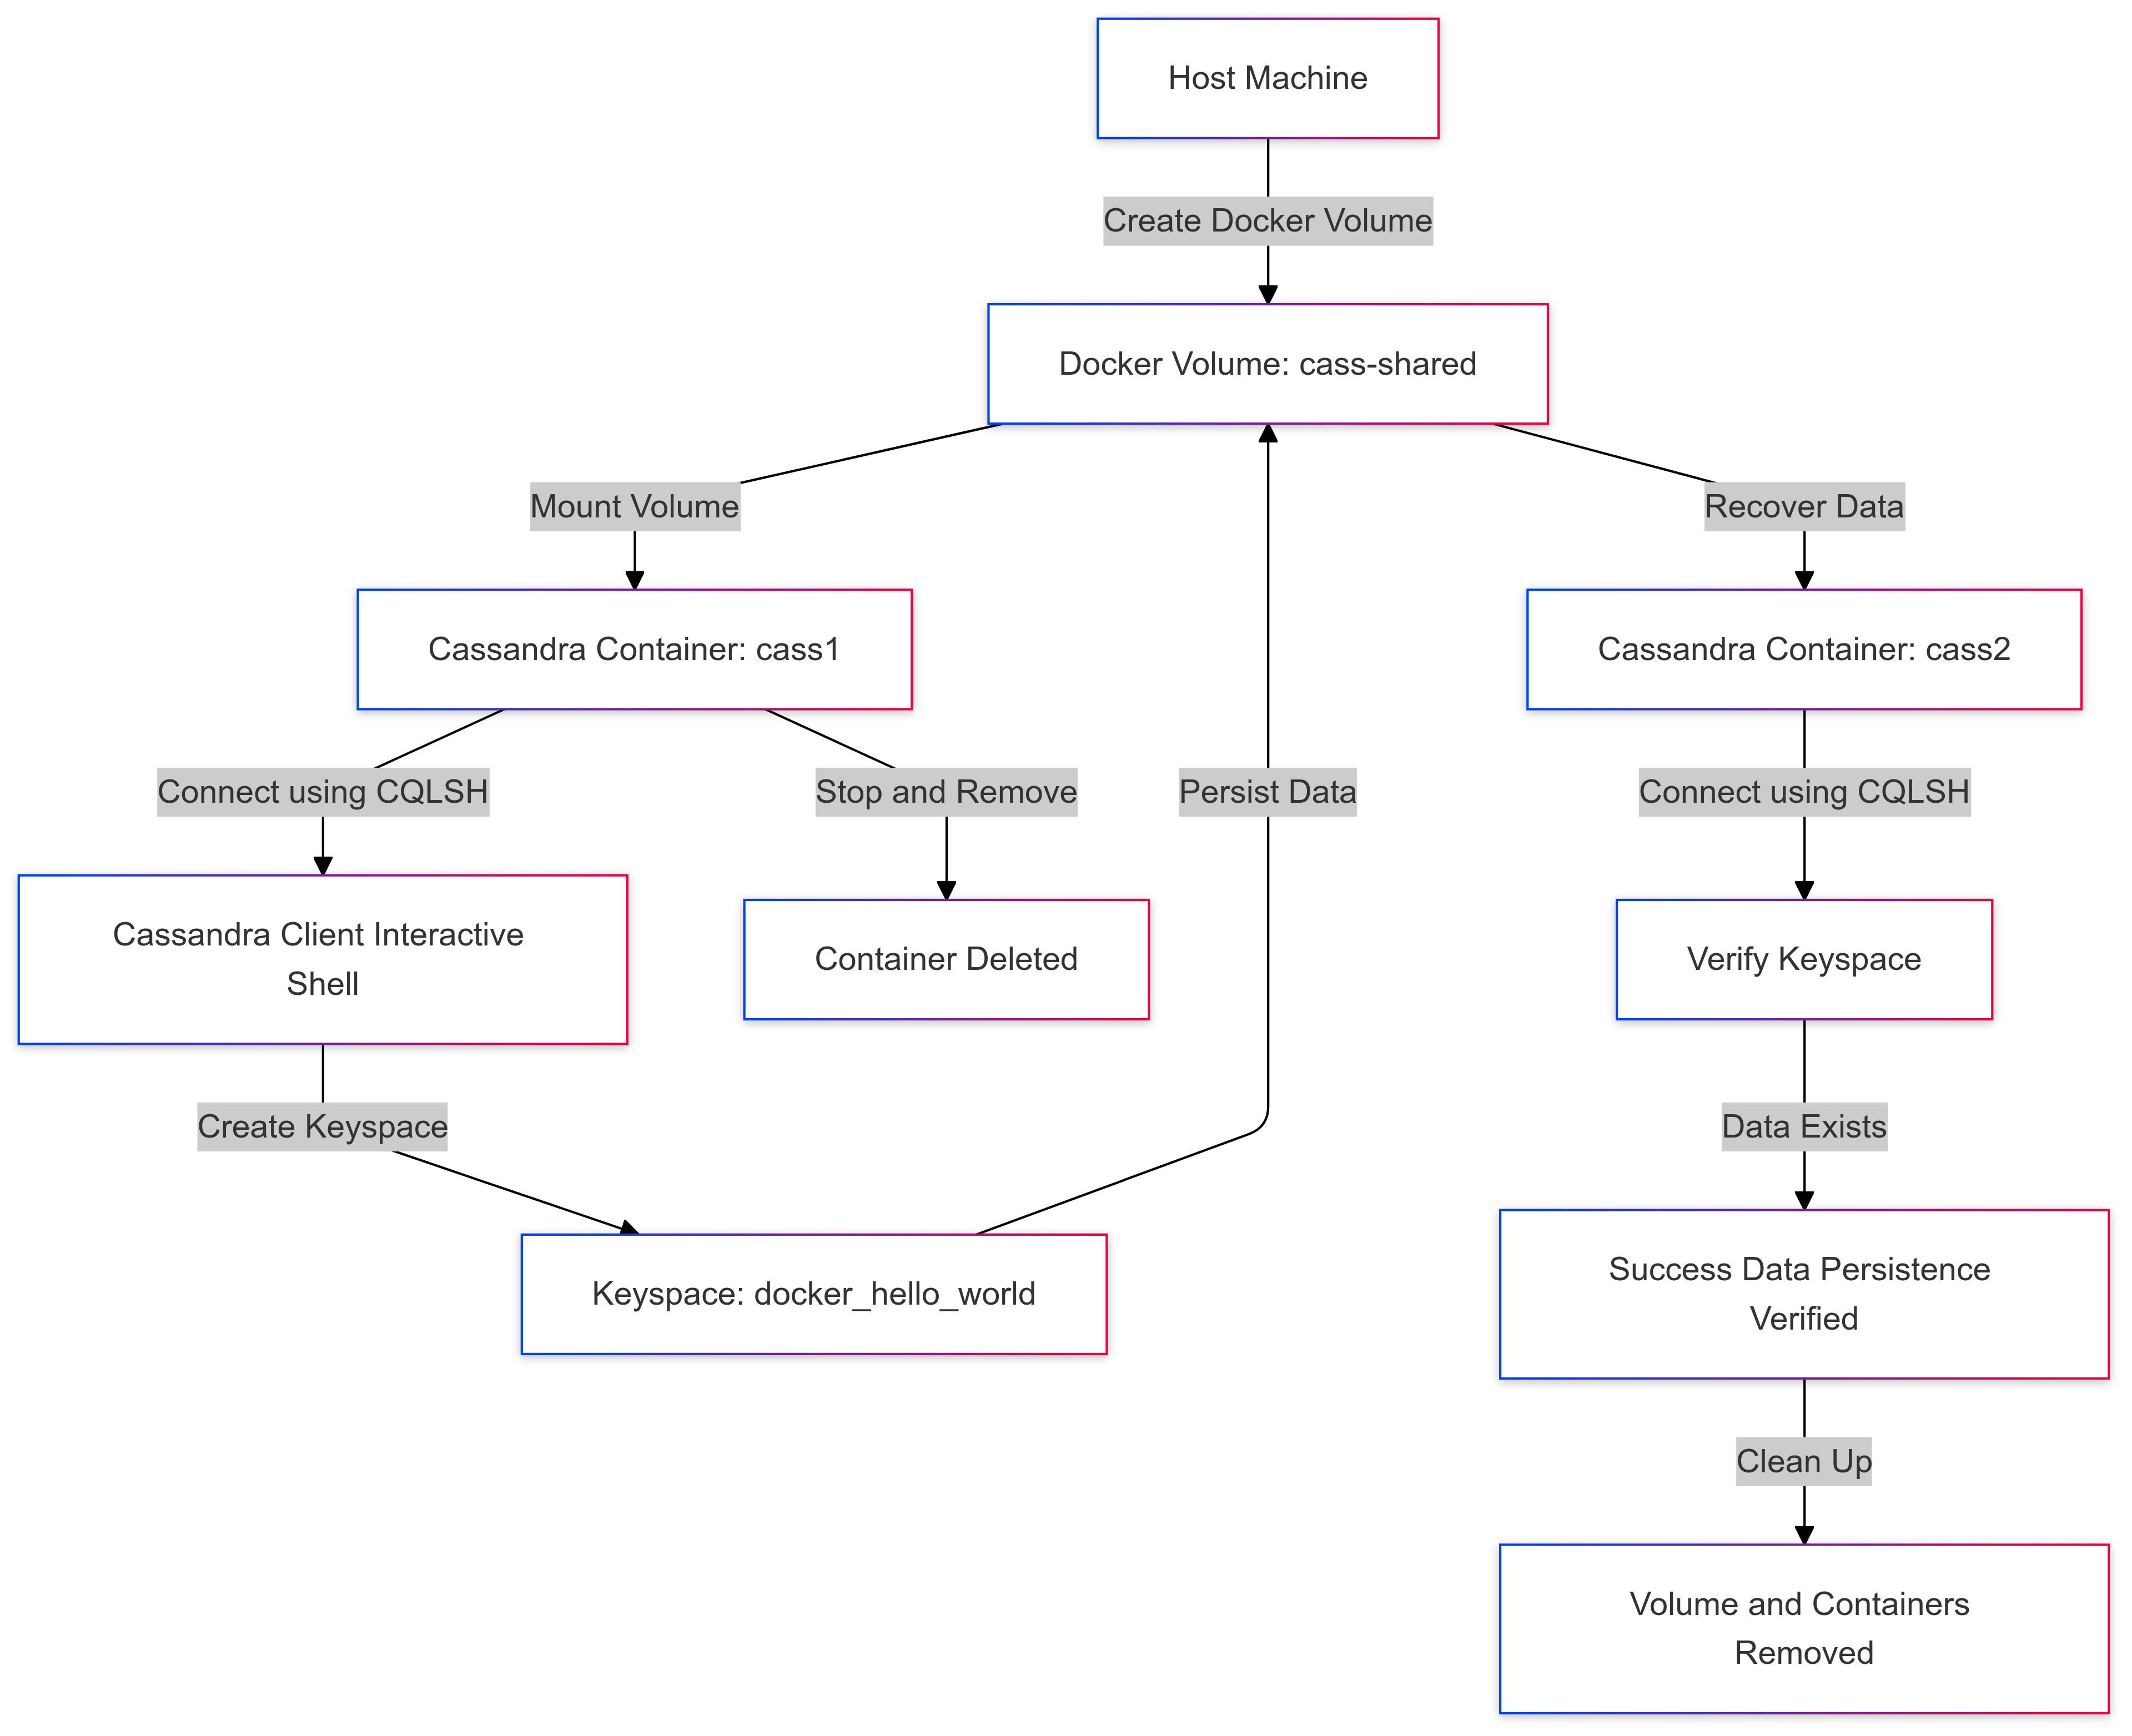 Host Machine
Create Docker Volume
Docker Volume: cass-shared
Mount Volume
Recover Data
Cassandra Container: cass1
Cassandra Container: cass2
Connect using CQLSH
Stop and Remove
Persist Data
Connect using CQLSH
Cassandra Client Interactive
Shell
Container Deleted
Verify Keyspace
Create Keyspace
Data Exists
Keyspace: docker_hello_world
Success Data Persistence
Verified
Clean Up
Volume and Containers
Removed